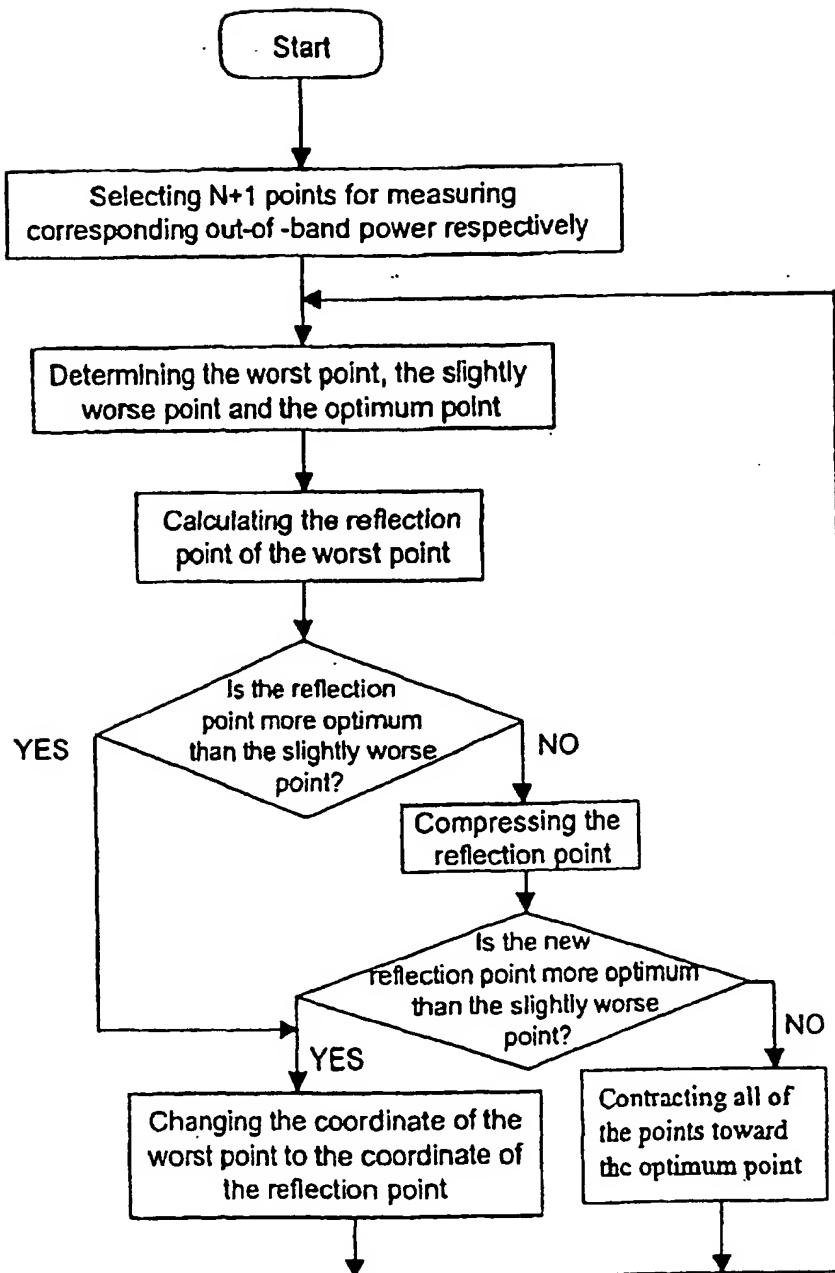 Start
Selecting N+1 points for measuring
corresponding out-of -band power respectively
Determining the worst point, the slightly
worse point and the optimum point
Calculating the reflection
point of the worst point
Is the reflection
point more optimum
than the slightly worse
point?
YES
NO
Compressing the
reflection point
Is the new
reflection point more optimum
than the slightly worse
point?
YES
NO
Changing the coordinate of the
worst point to the coordinate of
the reflection point
Contracting all of
the points toward
the optimum point